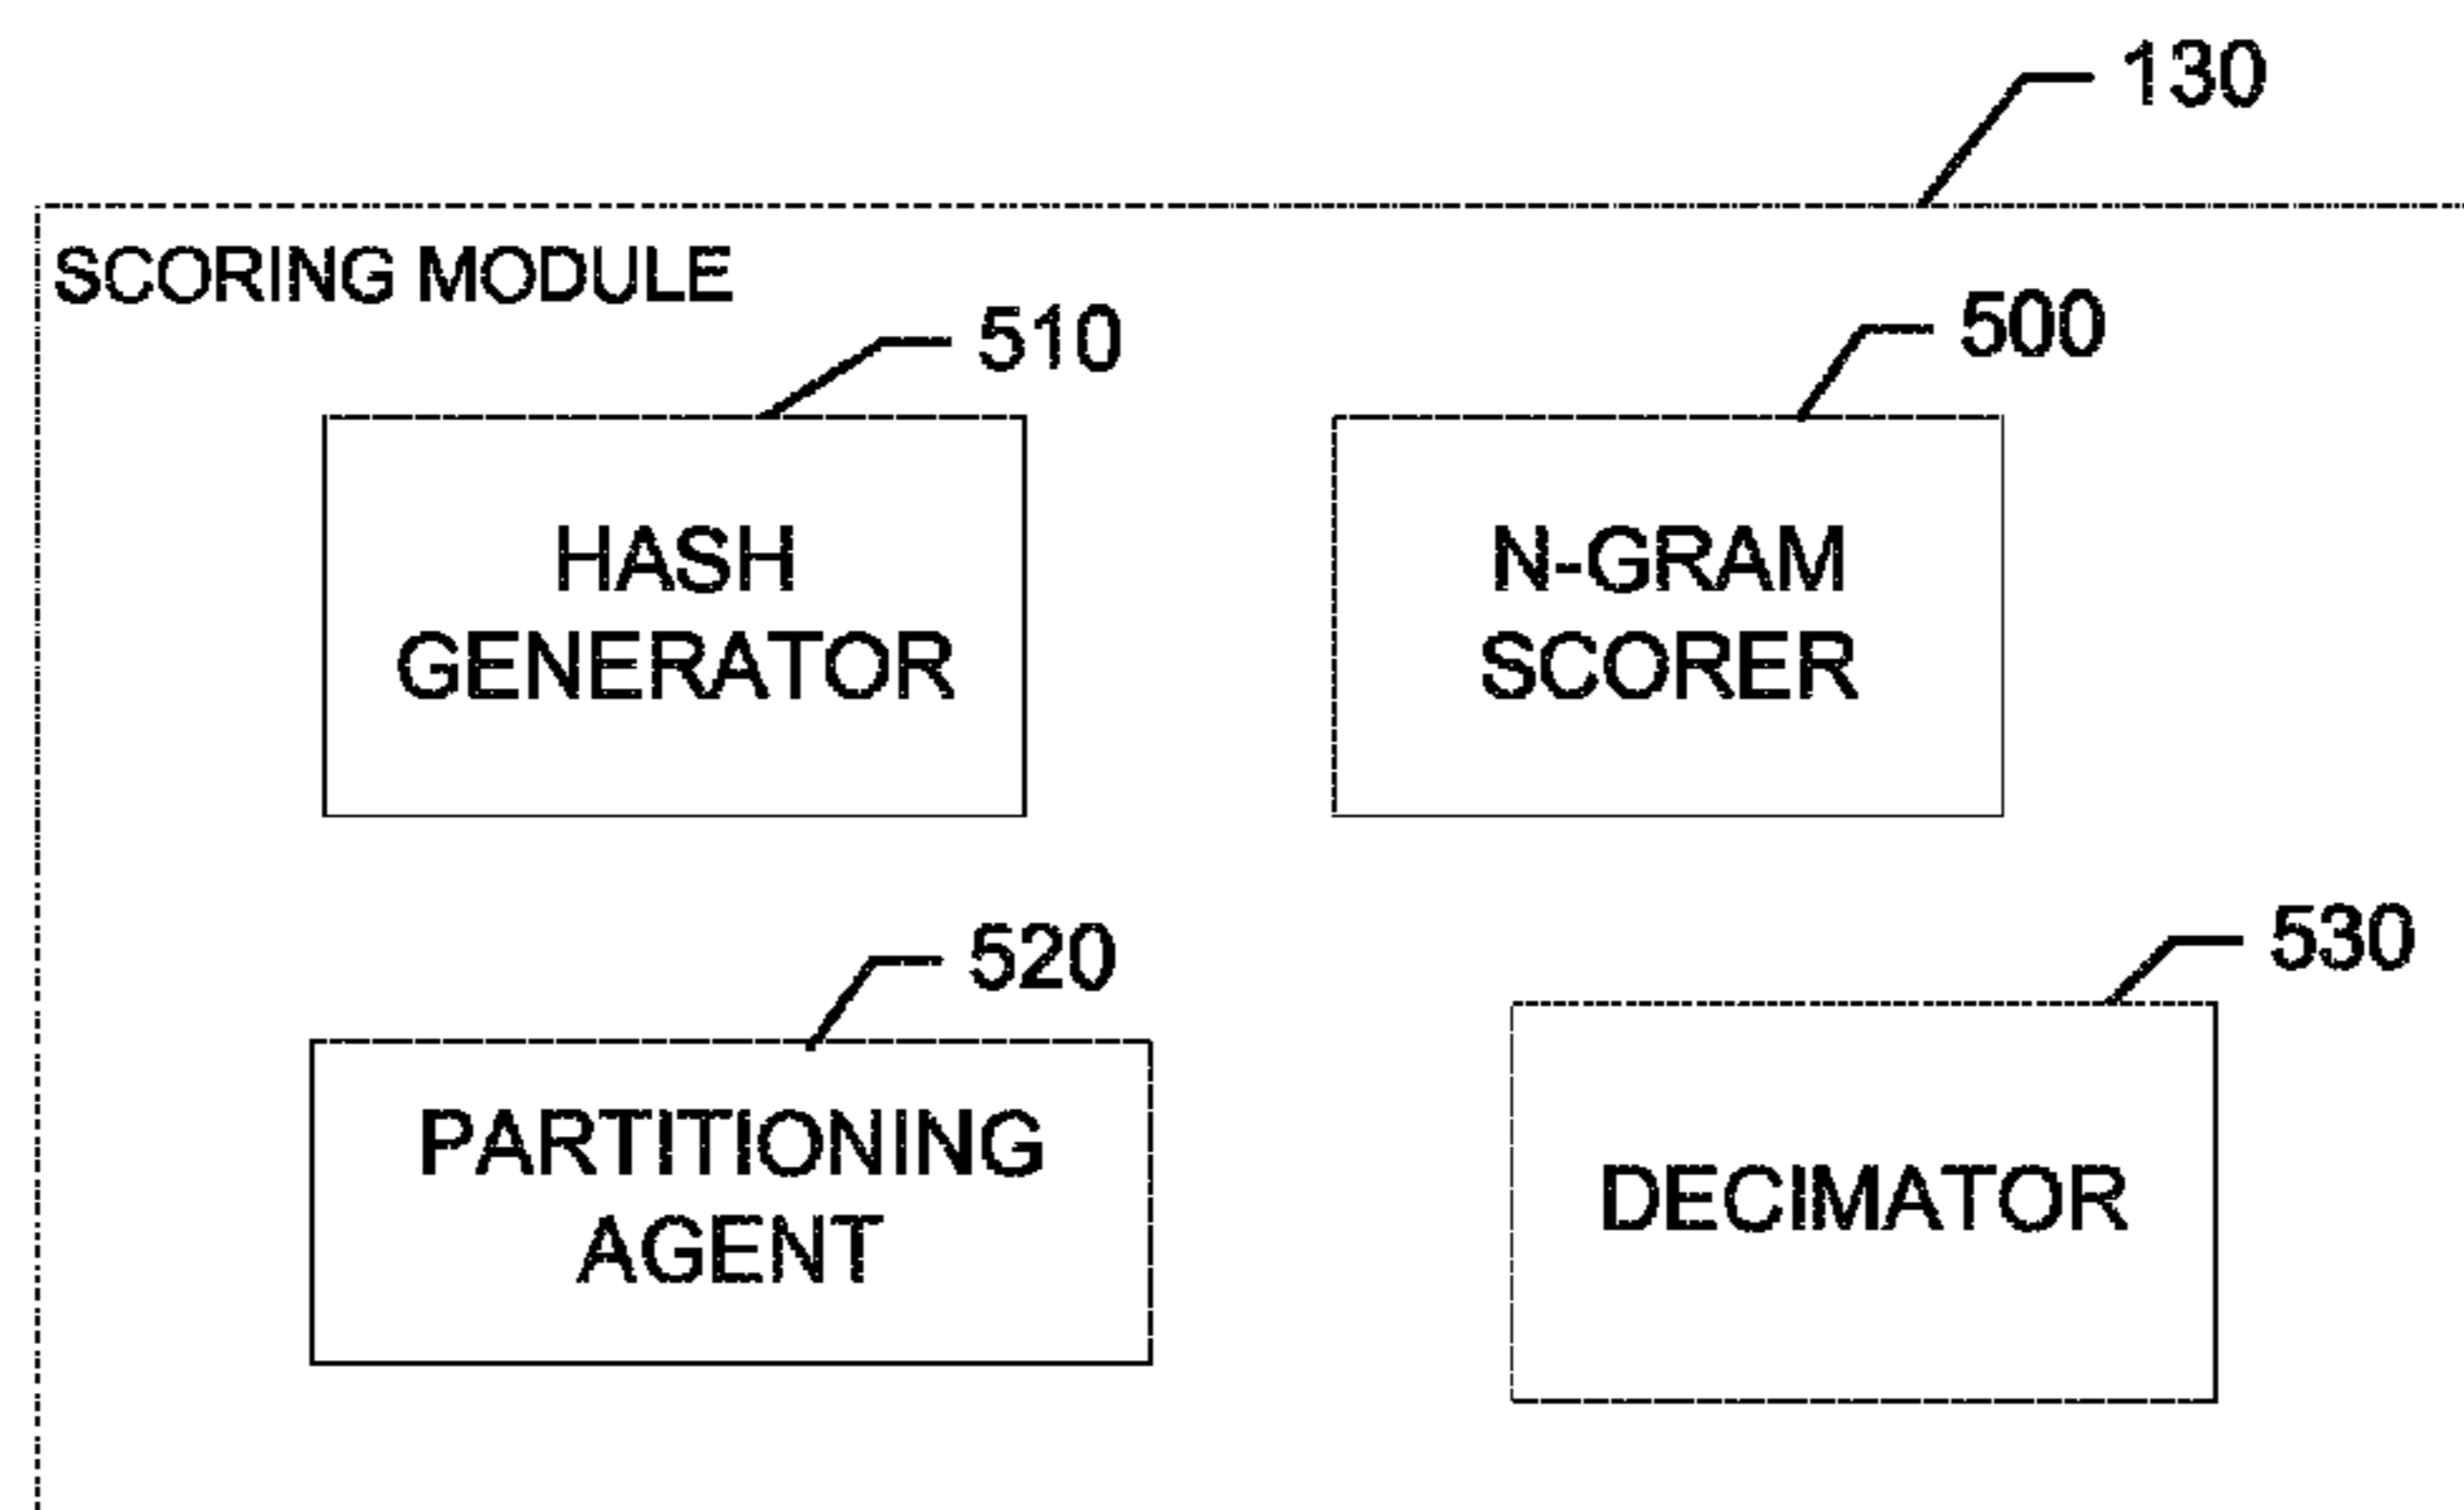 130
SCORING MODULE
510
500
HASH
GENERATOR
N-GRAM
SCORER
520
530
PARTITIONING
AGENT
DECIMATOR